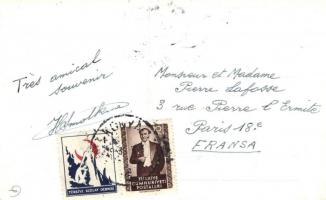 Très amical
souvenir
Monsieur et Madame
Pierre Lafosse
3 rue Pierre l'Ermite
Paris 18e
FRANSA
TÜRKİYE KIZILAY DERNEĞİ
TÜRKİYE
CUMHURİYETİ
POSTALARI